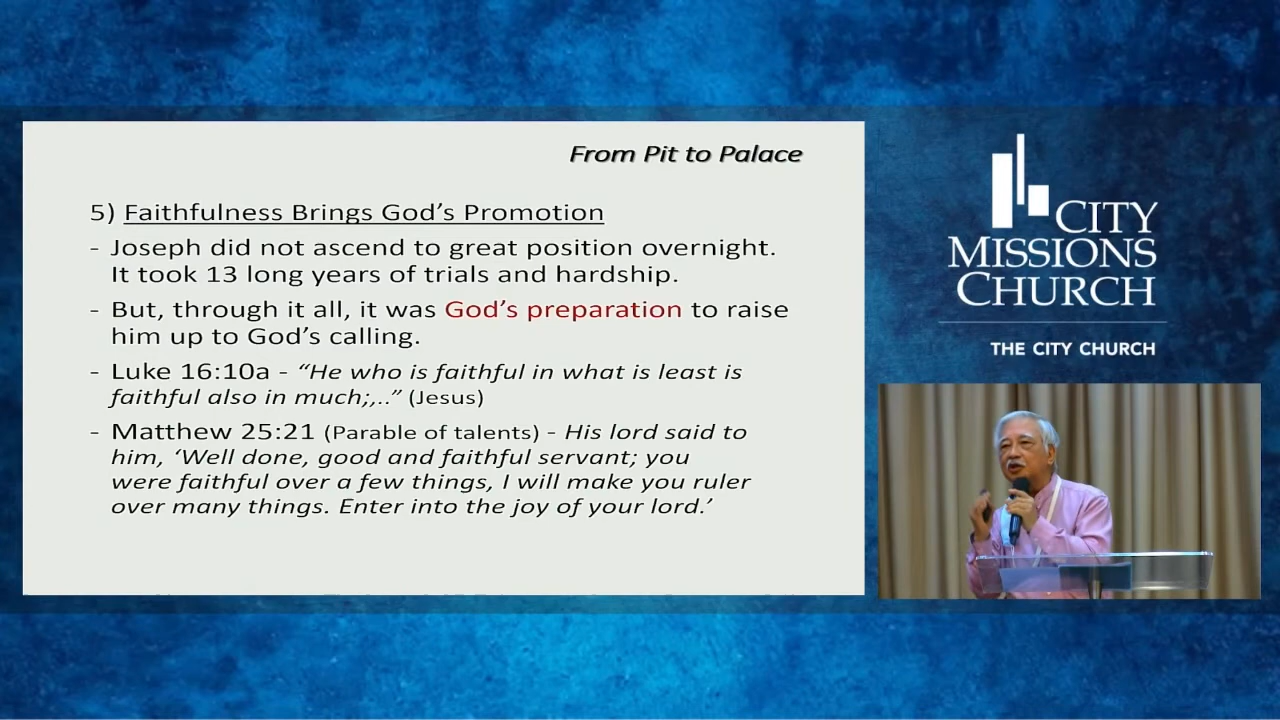 From Pit to Palace
5) Faithfulness Brings God’s Promotion
- Joseph did not ascend to great position overnight.
It took 13 long years of trials and hardship.
- But, through it all, it was God’s preparation to raise
him up to God’s calling.
- Luke 16:10a - “He who is faithful in what is least is
faithful also in much;,..” (Jesus)
- Matthew 25:21 (Parable of talents) - His lord said to
him, ‘Well done, good and faithful servant; you
were faithful over a few things, I will make you ruler
over many things. Enter into the joy of your lord.’
CITY
MISSIONS
CHURCH
THE CITY CHURCH